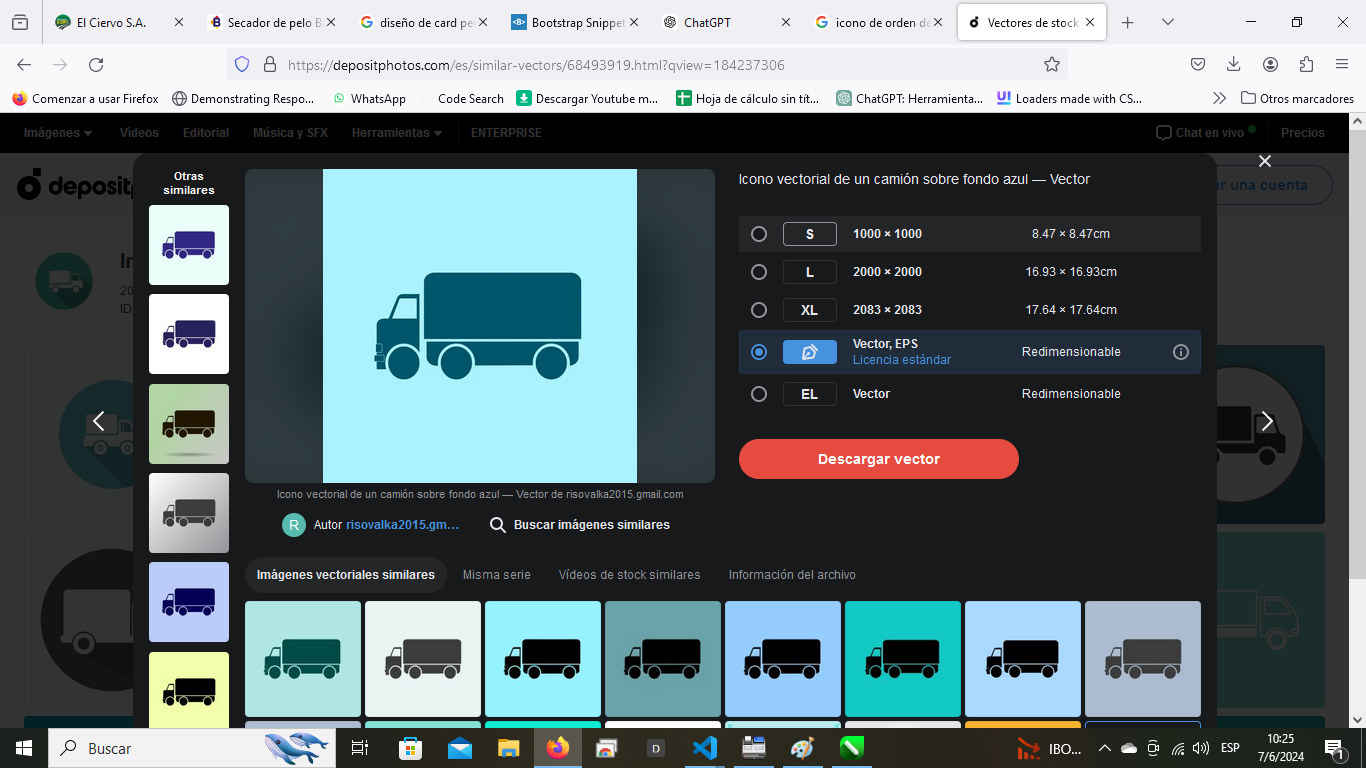 El Ciervo S.A.
Secador de pelo B
diseño de card pe
Bootstrap Snippet
ChatGPT
icono de orden de
Vectores de stock
https://depositphotos.com/es/similar-vectors/68493919.html?qview=184237306
Comenzar a usar Firefox
Demonstrating Respo...
WhatsApp
Code Search
Descargar Youtube m...
Hoja de cálculo sin tít...
ChatGPT: Herramienta...
Loaders made with CS...
Otros marcadores
Imágenes
Vídeos
Editorial
Música y SFX
Herramientas
ENTERPRISE
Chat en vivo
Precios
deposit
ar una cuenta
Otras
similares
Icono vectorial de un camión sobre fondo azul — Vector
S 1000 × 1000 8.47 × 8.47cm
L 2000 × 2000 16.93 × 16.93cm
XL 2083 × 2083 17.64 × 17.64cm
Vector, EPS
Licencia estándar
Redimensionable
EL Vector Redimensionable
Descargar vector
Icono vectorial de un camión sobre fondo azul — Vector de risovalka2015.gmail.com
R Autor risovalka2015.gm...
Buscar imágenes similares
Imágenes vectoriales similares
Misma serie
Vídeos de stock similares
Información del archivo
Buscar
D
IBO...
ESP
10:25
7/6/2024
1